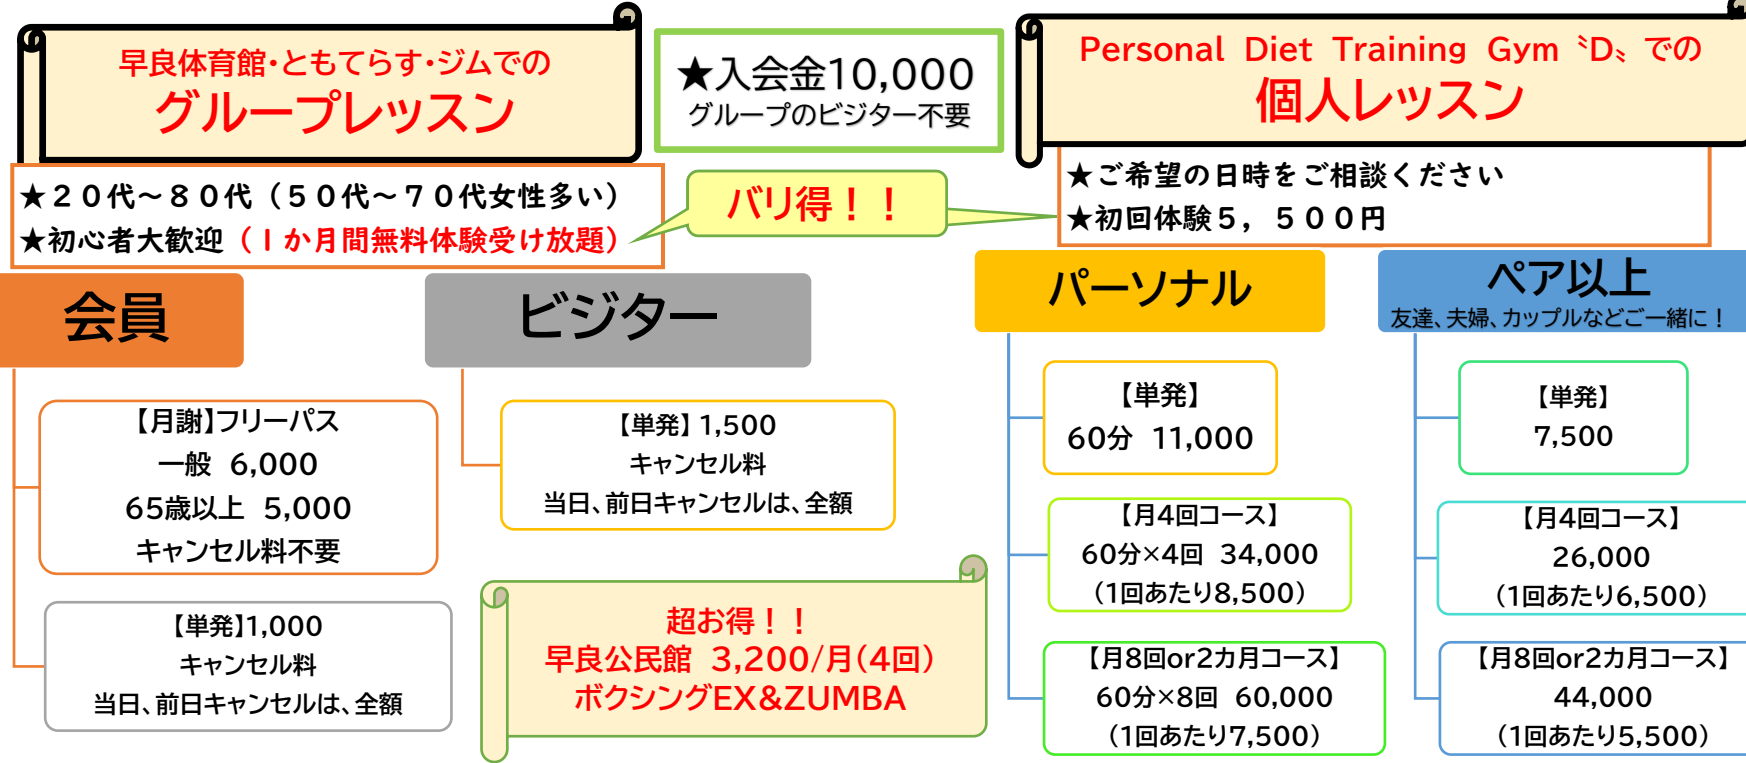 早良体育館・ともてらす・ジムでの
グループレッスン
★入会金10,000
グループのビジター不要
Personal Diet Training Gym〝D〟での
個人レッスン
★２０代～８０代（５０代～７０代女性多い）
★初心者大歓迎（１か月間無料体験受け放題）
バリ得！！
★ご希望の日時をご相談ください
★初回体験５，５００円
会員
【月謝】フリーパス
一般 6,000
65歳以上 5,000
キャンセル料不要
【単発】1,000
キャンセル料
当日、前日キャンセルは、全額
ビジター
【単発】1,500
キャンセル料
当日、前日キャンセルは、全額
超お得！！
早良公民館 3,200/月（4回）
ボクシングEX&ZUMBA
パーソナル
【単発】
60分 11,000
【月4回コース】
60分×4回 34,000
（1回あたり8,500）
【月8回or2カ月コース】
60分×8回 60,000
（1回あたり7,500）
ペア以上
友達、夫婦、カップルなどご一緒に！
【単発】
7,500
【月4回コース】
26,000
（1回あたり6,500）
【月8回or2カ月コース】
44,000
（1回あたり5,500）